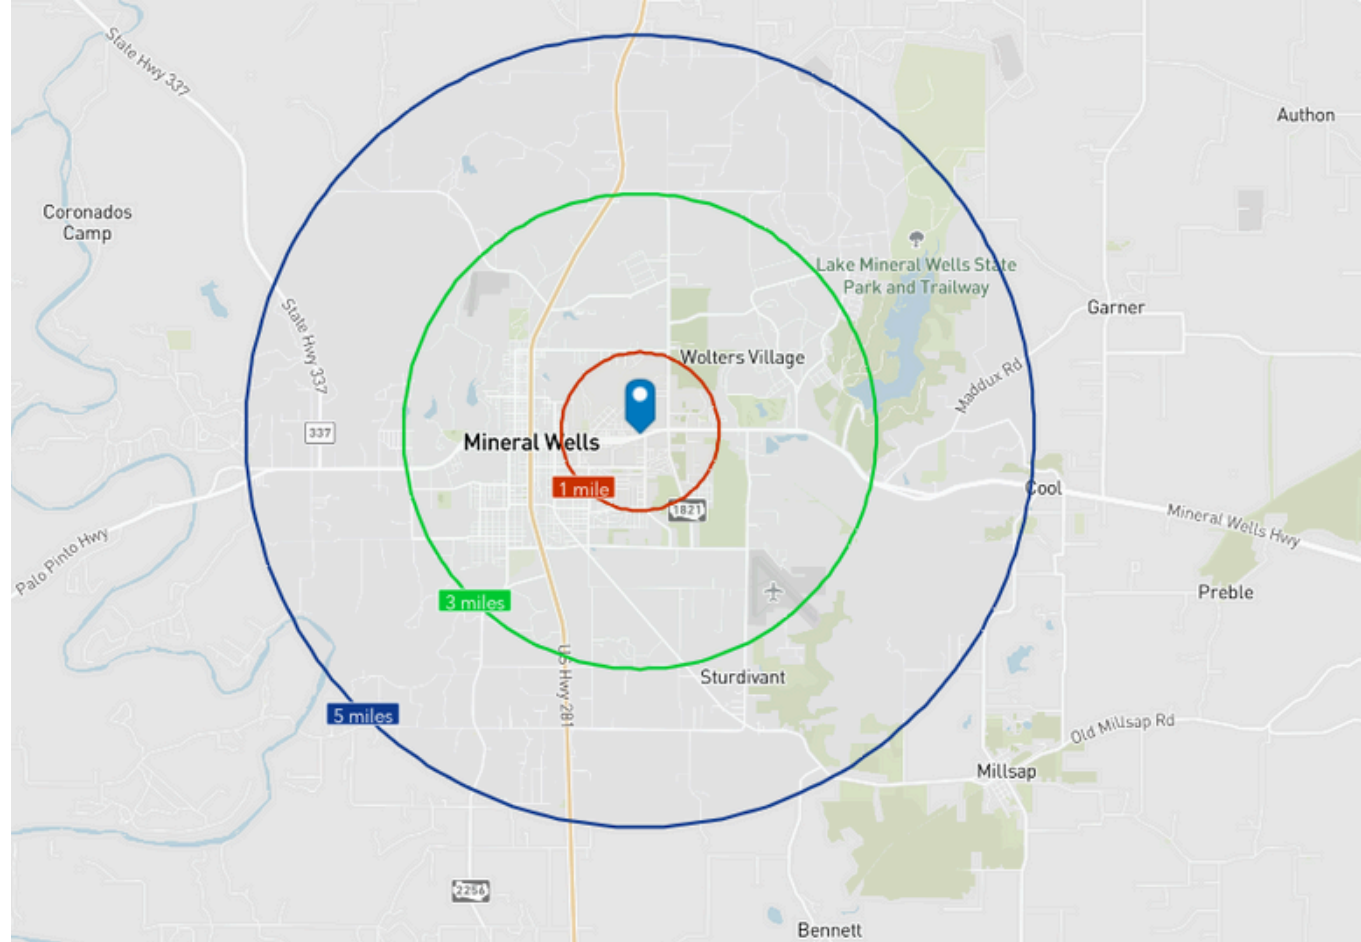 State Hwy 337
Authon
Coronados
Camp
Lake Mineral Wells State
Park and Trailway
Garner
State Hwy 337
Wolters Village
Maddux Rd
337
Mineral Wells
1 mile
Cool
1821
Mineral Wells Hwy
Palo Pinto Hwy
Preble
3 miles
Sturdivant
US Hwy 281
5 miles
Old Millsap Rd
Millsap
2256
Bennett